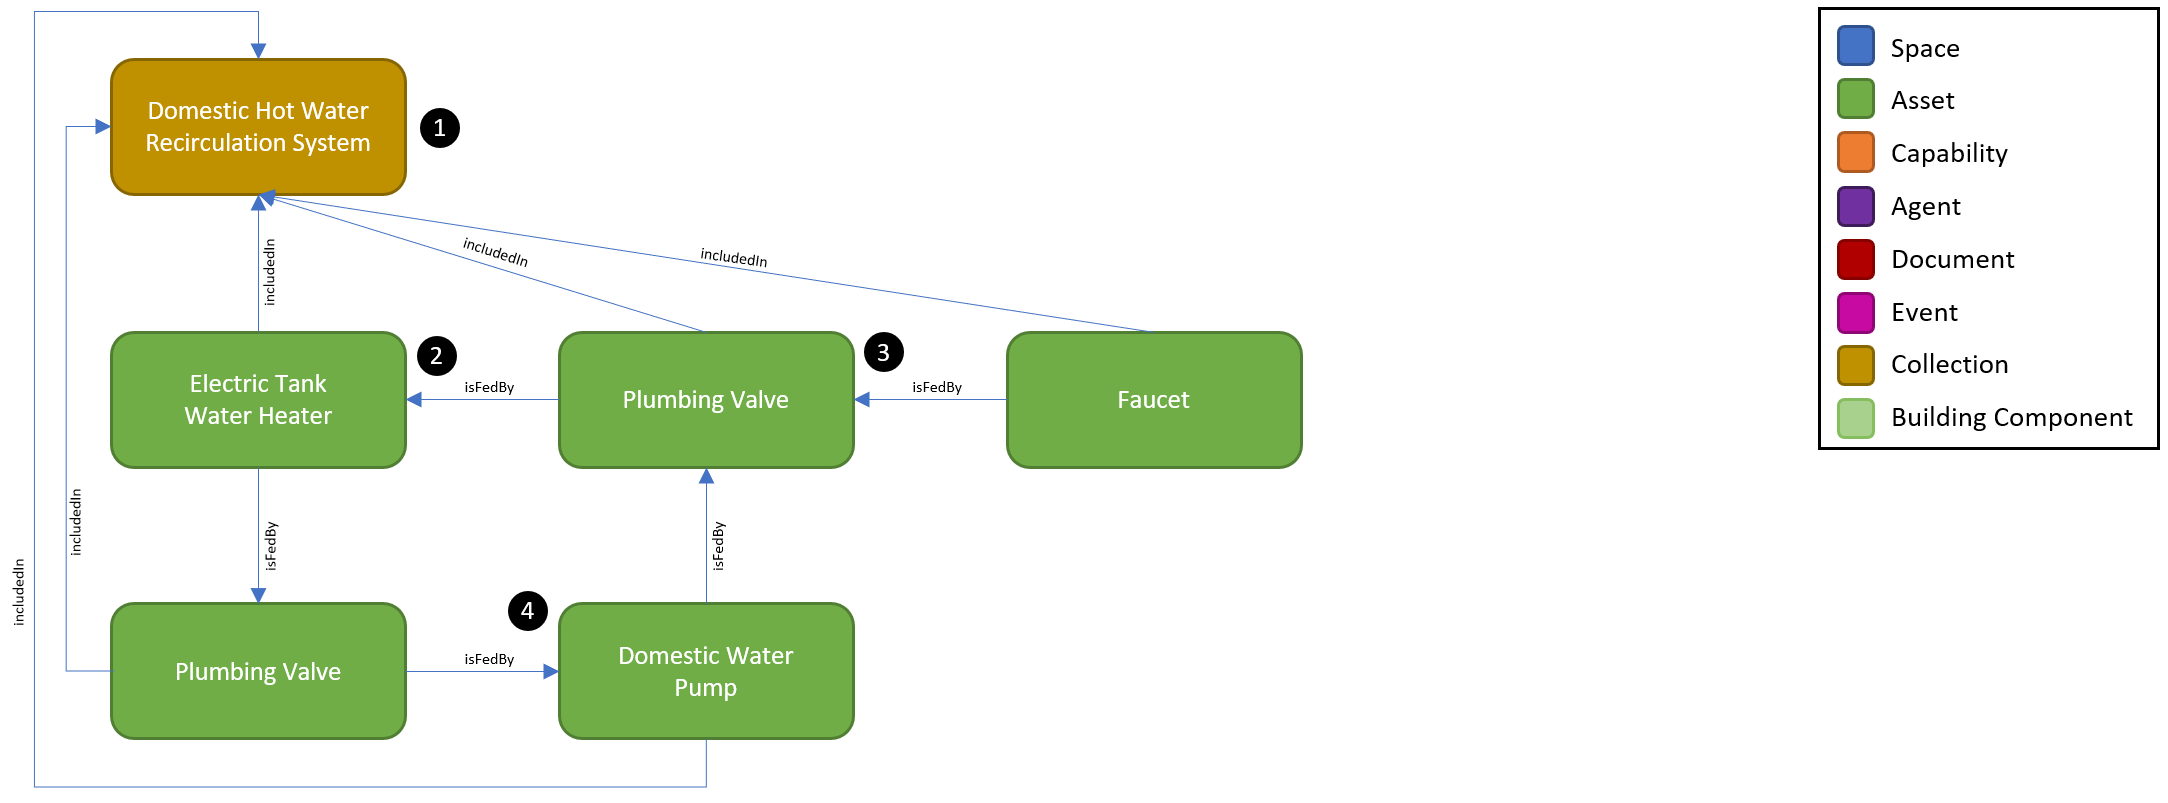 Domestic Hot Water
Recirculation System
1
includedIn
includedIn
includedIn
Electric Tank
Water Heater
2
isFedBy
Plumbing Valve
3
isFedBy
Faucet
includedIn
includedIn
isFedBy
isFedBy
Plumbing Valve
isFedBy
4
Domestic Water
Pump
Space
Asset
Capability
Agent
Document
Event
Collection
Building Component